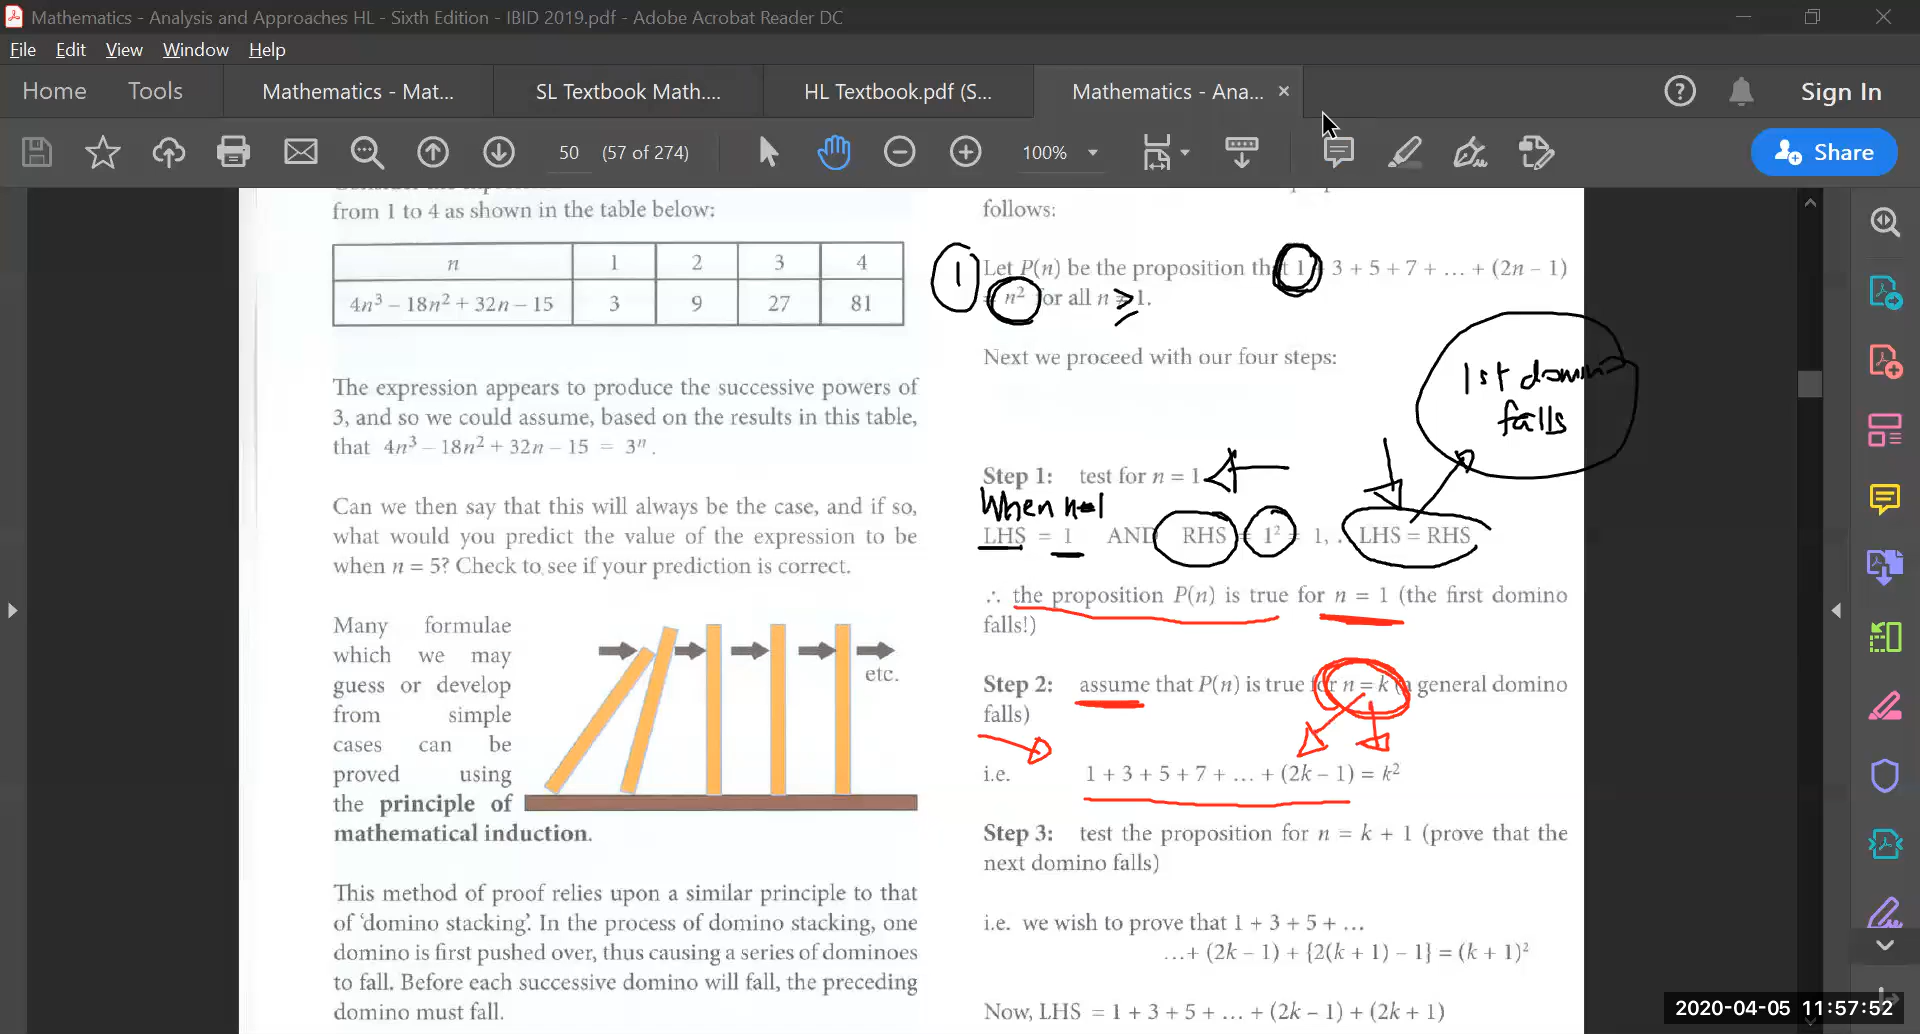 Mathematics - Analysis and Approaches HL - Sixth Edition - IBID 2019.pdf - Adobe Acrobat Reader DC
File Edit View Window Help
Home Tools Mathematics - Mat... SL Textbook Math.... HL Textbook.pdf (S... Mathematics - Ana... × Sign In
50 (57 of 274) 100% Share
from 1 to 4 as shown in the table below:
n 1 2 3 4
4n³ – 18n² + 32n – 15 3 9 27 81
The expression appears to produce the successive powers of
3, and so we could assume, based on the results in this table,
that 4n³ – 18n² + 32n – 15 = 3ⁿ.
Can we then say that this will always be the case, and if so,
what would you predict the value of the expression to be
when n = 5? Check to see if your prediction is correct.
Many formulae
which we may
guess or develop
from simple
cases can be
proved using
the principle of
mathematical induction.
etc.
This method of proof relies upon a similar principle to that
of 'domino stacking'. In the process of domino stacking, one
domino is first pushed over, thus causing a series of dominoes
to fall. Before each successive domino will fall, the preceding
domino must fall.
follows:
1
Let P(n) be the proposition that 1 + 3 + 5 + 7 + … + (2n – 1)
= n² for all n ≥ 1.
Next we proceed with our four steps:
1st domino
falls
Step 1: test for n = 1
When n=1
LHS = 1 AND RHS = 1² = 1, ∴ LHS = RHS
∴ the proposition P(n) is true for n = 1 (the first domino
falls!)
Step 2: assume that P(n) is true for n = k (a general domino
falls)
i.e. 1 + 3 + 5 + 7 + … + (2k – 1) = k²
Step 3: test the proposition for n = k + 1 (prove that the
next domino falls)
i.e. we wish to prove that 1 + 3 + 5 + …
…+ (2k – 1) + {2(k + 1) – 1} = (k + 1)²
Now, LHS = 1 + 3 + 5 + … + (2k – 1) + (2k + 1)
2020-04-05 11:57:52